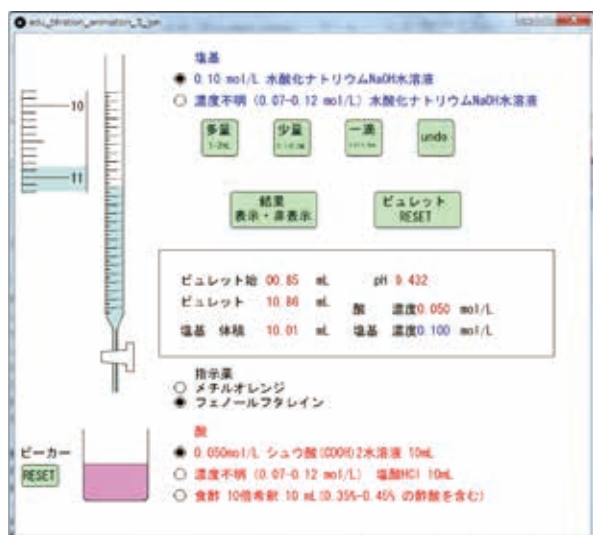 edu_titration_animation_3_jpn
塩基
0.10 mol/L 水酸化ナトリウムNaOH水溶液
濃度不明 (0.07-0.12 mol/L) 水酸化ナトリウムNaOH水溶液
10
11
多量
1-2mL
少量
一滴
undo
結果
表示・非表示
ビュレット
RESET
ビュレット始 00.85 mL pH 9.432
ビュレット 10.86 mL 酸 濃度0.050 mol/L
塩基 体積 10.01 mL 塩基 濃度0.100 mol/L
指示薬
メチルオレンジ
フェノールフタレイン
酸
ビーカー
RESET
0.050mol/L シュウ酸(COOH)2水溶液 10mL
濃度不明 (0.07-0.12 mol/L) 塩酸HCl 10mL
食酢 10倍希釈 10 mL(0.35%-0.45% の酢酸を含む)